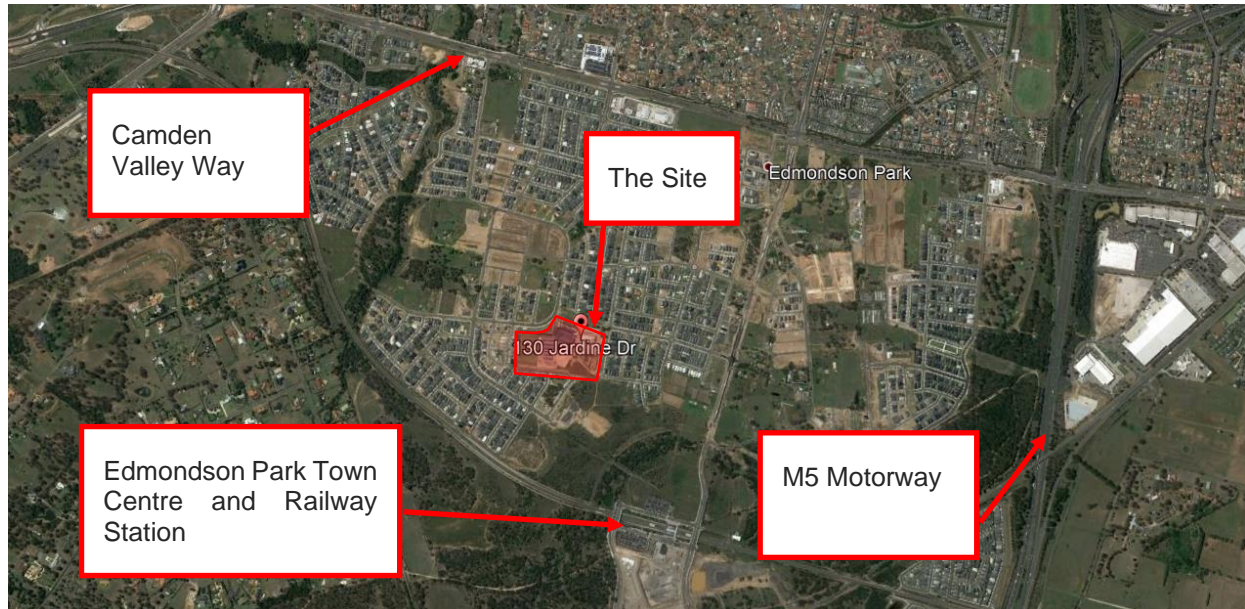 Camden
Valley Way
The Site
Edmondson Park
130 Jardine Dr
Edmondson Park Town
Centre and Railway
Station
M5 Motorway